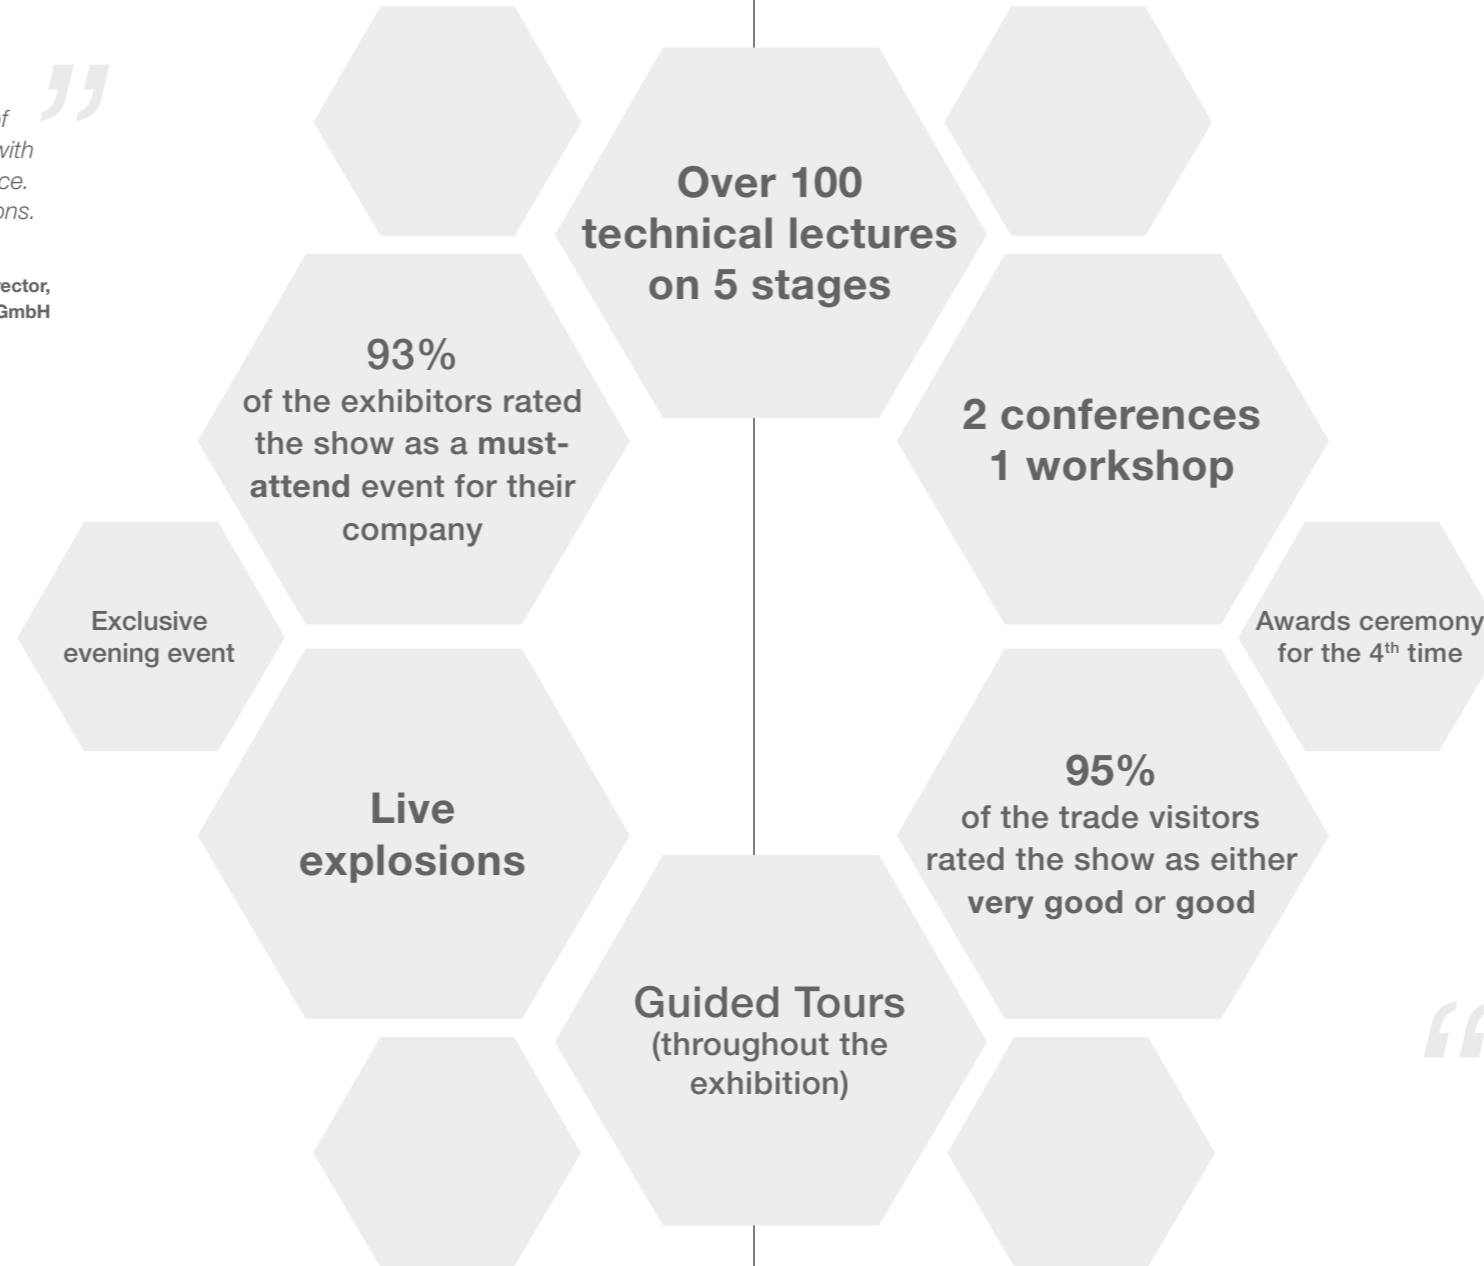 ”
of
with
ons.
GmbH
Over 100
technical lectures
on 5 stages
93%
of the exhibitors rated
the show as a must-
attend event for their
company
2 conferences
1 workshop
Exclusive
evening event
Awards ceremony
for the 4th time
Live
explosions
95%
of the trade visitors
rated the show as either
very good or good
Guided Tours
(throughout the
exhibition)
“